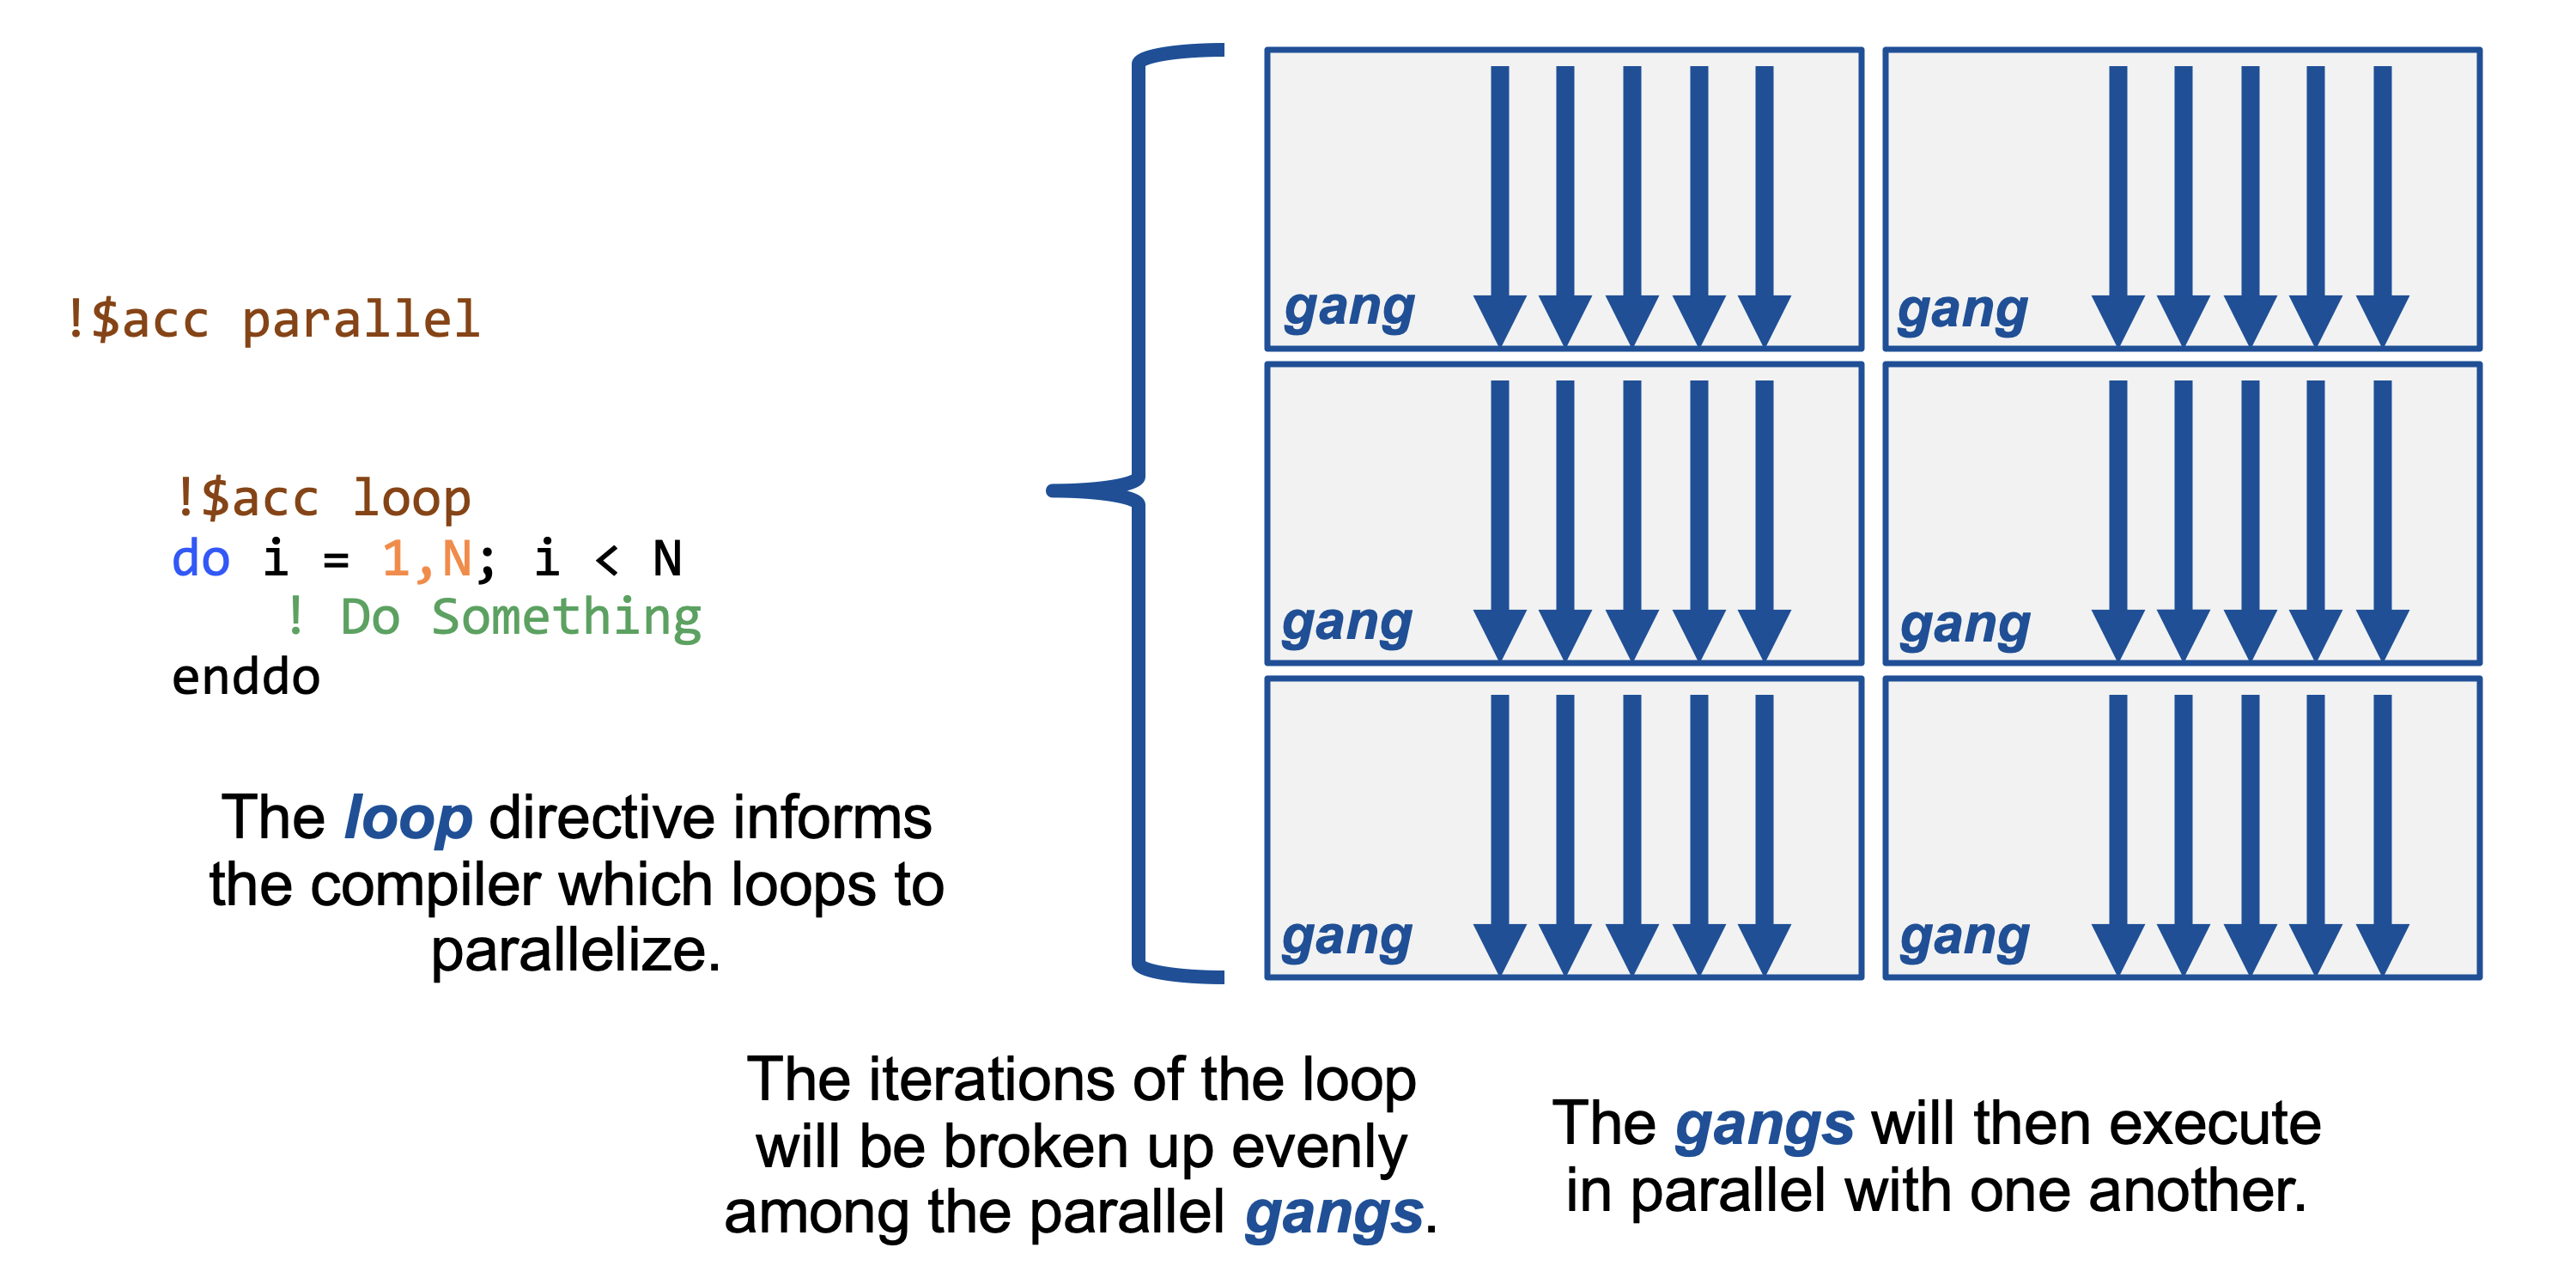 !$acc parallel
!$acc loop
do i = 1,N; i < N
! Do Something
enddo
The loop directive informs
the compiler which loops to
parallelize.
gang
gang
gang
gang
gang
gang
The iterations of the loop
will be broken up evenly
among the parallel gangs.
The gangs will then execute
in parallel with one another.